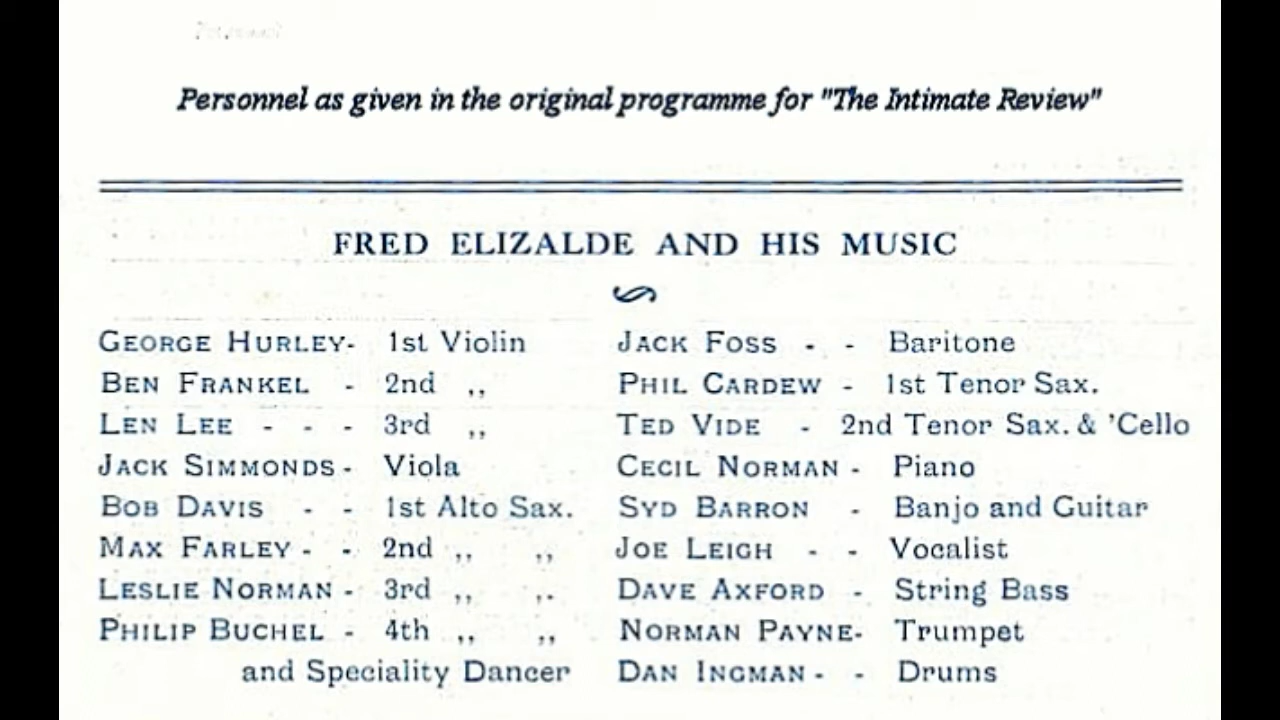 Personnel as given in the original programme for "The Intimate Review"
FRED ELIZALDE AND HIS MUSIC
GEORGE HURLEY- 1st Violin
BEN FRANKEL - 2nd ,,
LEN LEE - - - 3rd ,,
JACK SIMMONDS - Viola
BOB DAVIS - - 1st Alto Sax.
MAX FARLEY - - 2nd ,, ,,
LESLIE NORMAN - 3rd ,, ,,
PHILIP BUCHEL - 4th ,, ,,
and Speciality Dancer
JACK FOSS - - Baritone
PHIL CARDEW - 1st Tenor Sax.
TED VIDE - 2nd Tenor Sax. & 'Cello
CECIL NORMAN - Piano
SYD BARRON - Banjo and Guitar
JOE LEIGH - - Vocalist
DAVE AXFORD - String Bass
NORMAN PAYNE- Trumpet
DAN INGMAN - - Drums